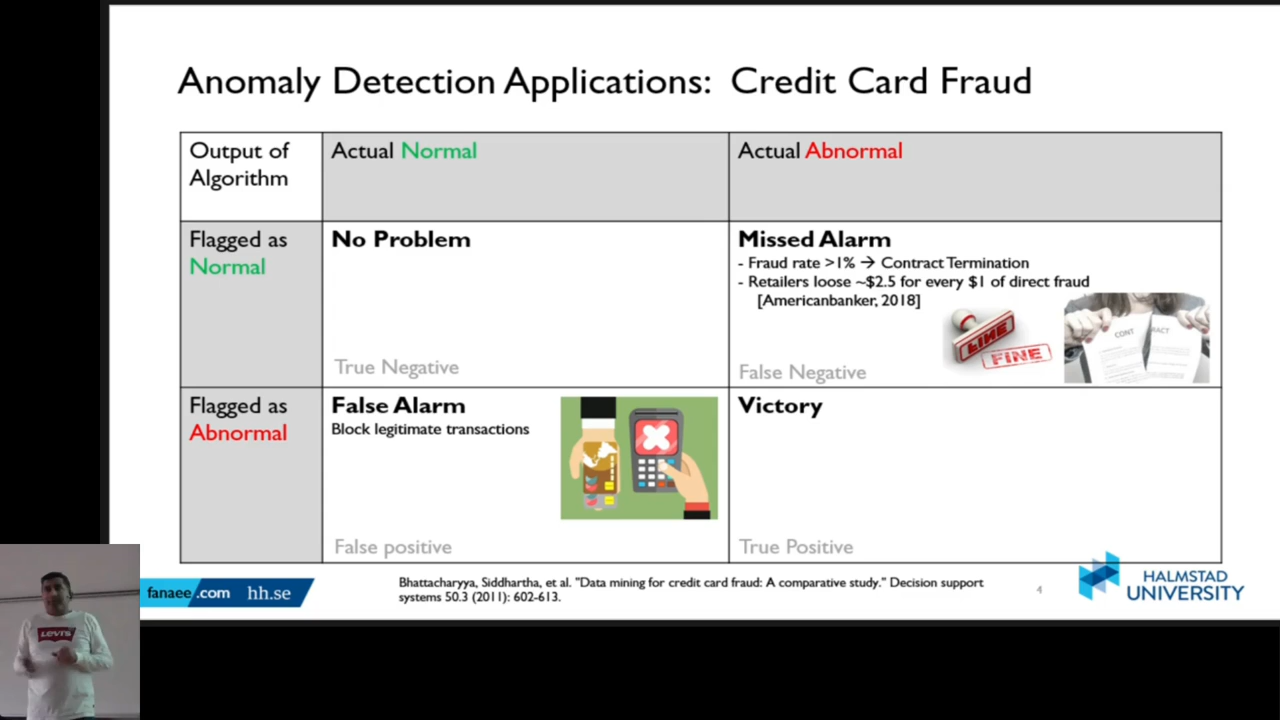 Anomaly Detection Applications: Credit Card Fraud
Output of
Algorithm
Actual Normal
Actual Abnormal
Flagged as
Normal
No Problem
True Negative
Missed Alarm
- Fraud rate >1% → Contract Termination
- Retailers loose ~$2.5 for every $1 of direct fraud
[Americanbanker, 2018]
FINE
FINE
CONT RACT
False Negative
Flagged as
Abnormal
False Alarm
Block legitimate transactions
False positive
Victory
True Positive
fanaee.com hh.se
Bhattacharyya, Siddhartha, et al. "Data mining for credit card fraud: A comparative study." Decision support
systems 50.3 (2011): 602-613.
4
HALMSTAD
UNIVERSITY
LEVI'S